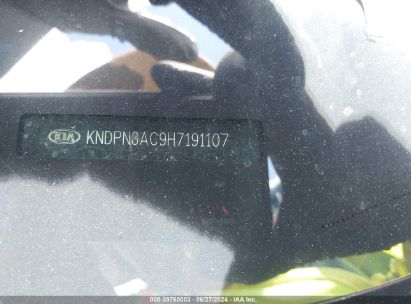 KIA KNDPN3AC9H7191107
000-39760003 / 06/27/2024 / IAA Inc.